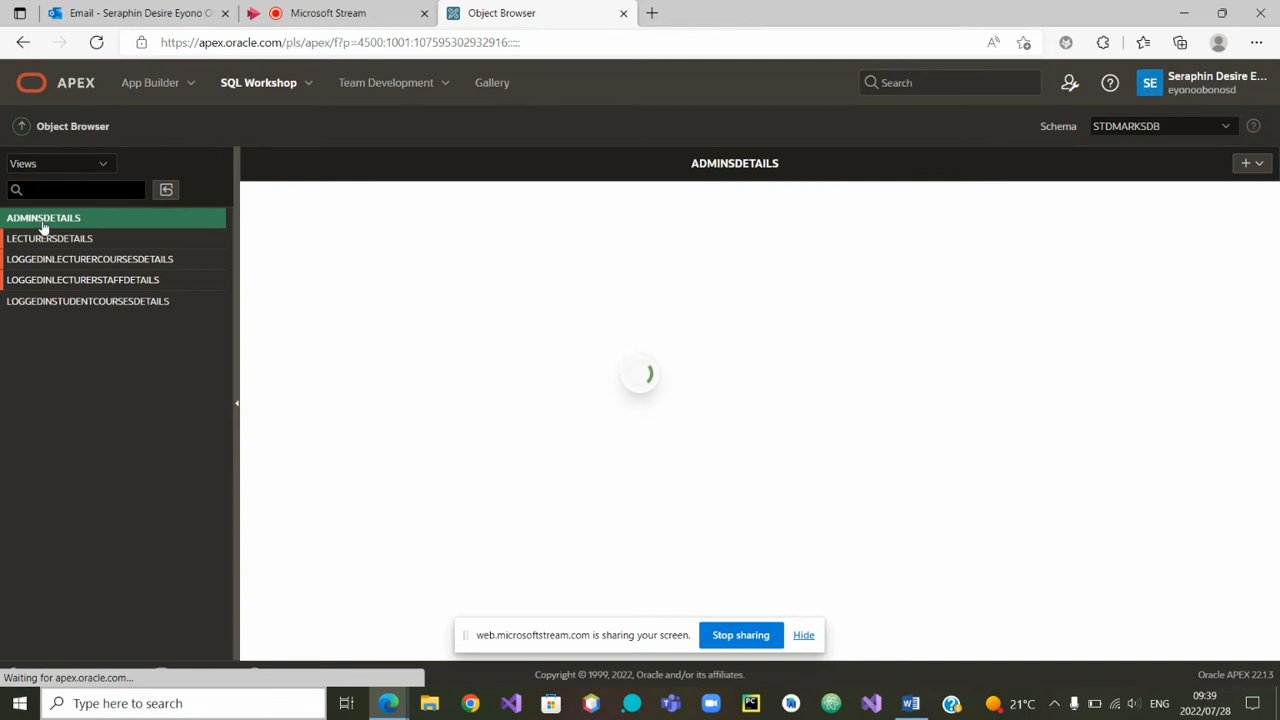 Email - Seraphin Desire Eyono O
Microsoft Stream
Object Browser
https://apex.oracle.com/pls/apex/f?p=4500:1001:107595302932916:::::
APEX
App Builder
SQL Workshop
Team Development
Gallery
Search
SE
Seraphin Desire E...
eyonoobonosd
Object Browser
Schema
STDMARKSDB
Views
ADMINSDETAILS
ADMINSDETAILS
LECTURERSDETAILS
LOGGEDINLECTURERCOURSESDETAILS
LOGGEDINLECTURERSTAFFDETAILS
LOGGEDINSTUDENTCOURSESDETAILS
web.microsoftstream.com is sharing your screen.
Stop sharing
Hide
Waiting for apex.oracle.com...
Copyright © 1999, 2022, Oracle and/or its affiliates.
Oracle APEX 22.1.3
Type here to search
21°C
ENG
09:39
2022/07/28